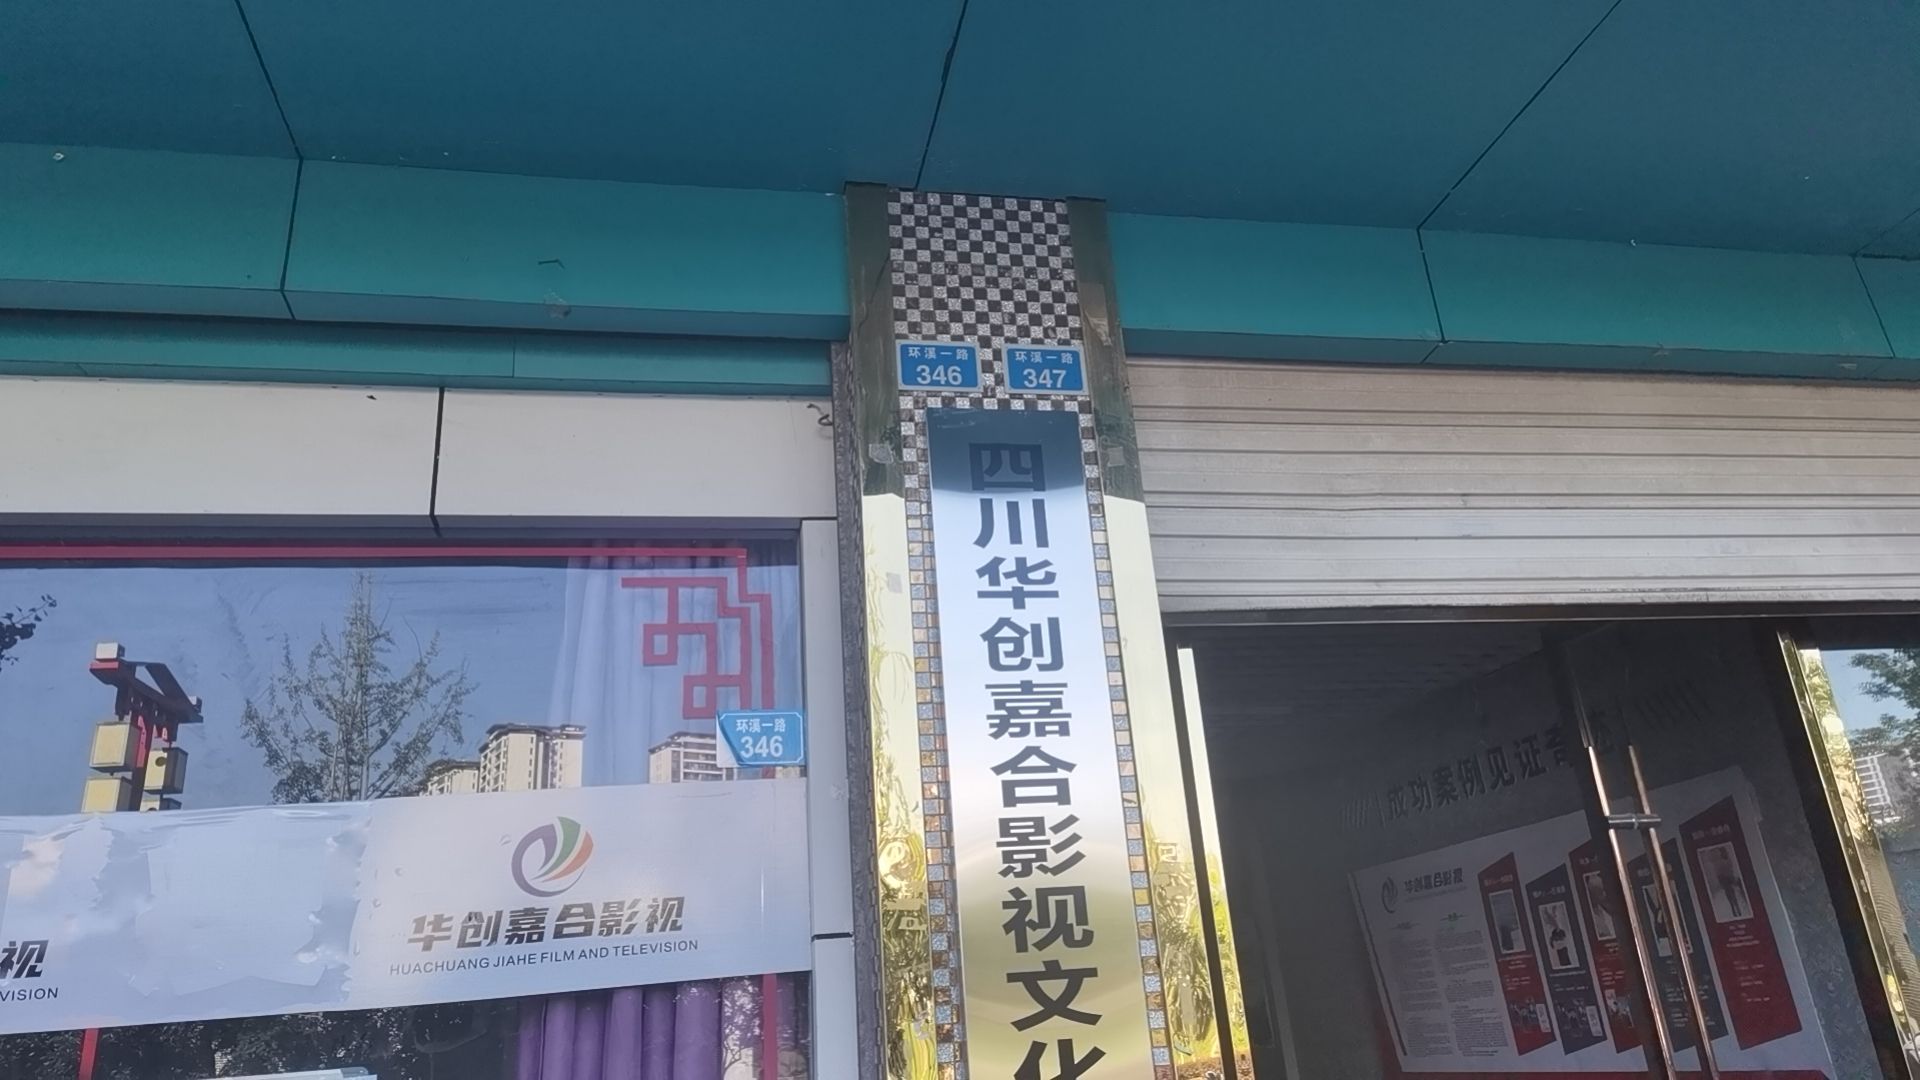 环溪一路
346
环溪一路
347
四川华创嘉合影视文化
环溪一路
346
华创嘉合影视
HUACHUANG JIAHE FILM AND TELEVISION
视
VISION
成功案例见证奇迹
华创嘉合影视